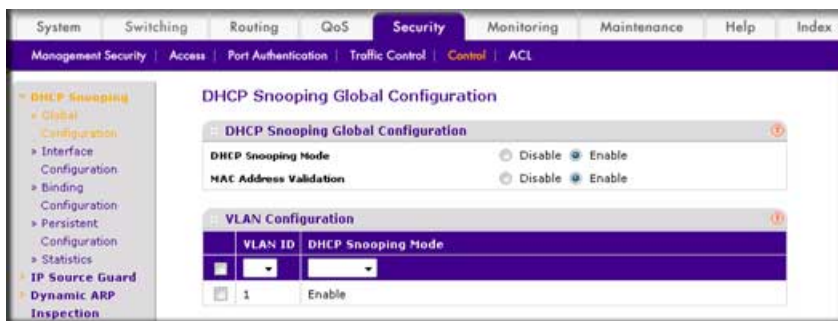 System Switching Routing QoS Security Monitoring Maintenance Help Index
Management Security Access Port Authentication Traffic Control Control ACL
DHCP Snooping
Global
Configuration
Interface
Configuration
Binding
Configuration
Persistent
Configuration
Statistics
IP Source Guard
Dynamic ARP
Inspection
DHCP Snooping Global Configuration
DHCP Snooping Global Configuration
DHCP Snooping Mode Disable Enable
MAC Address Validation Disable Enable
VLAN Configuration
VLAN ID DHCP Snooping Mode
1 Enable